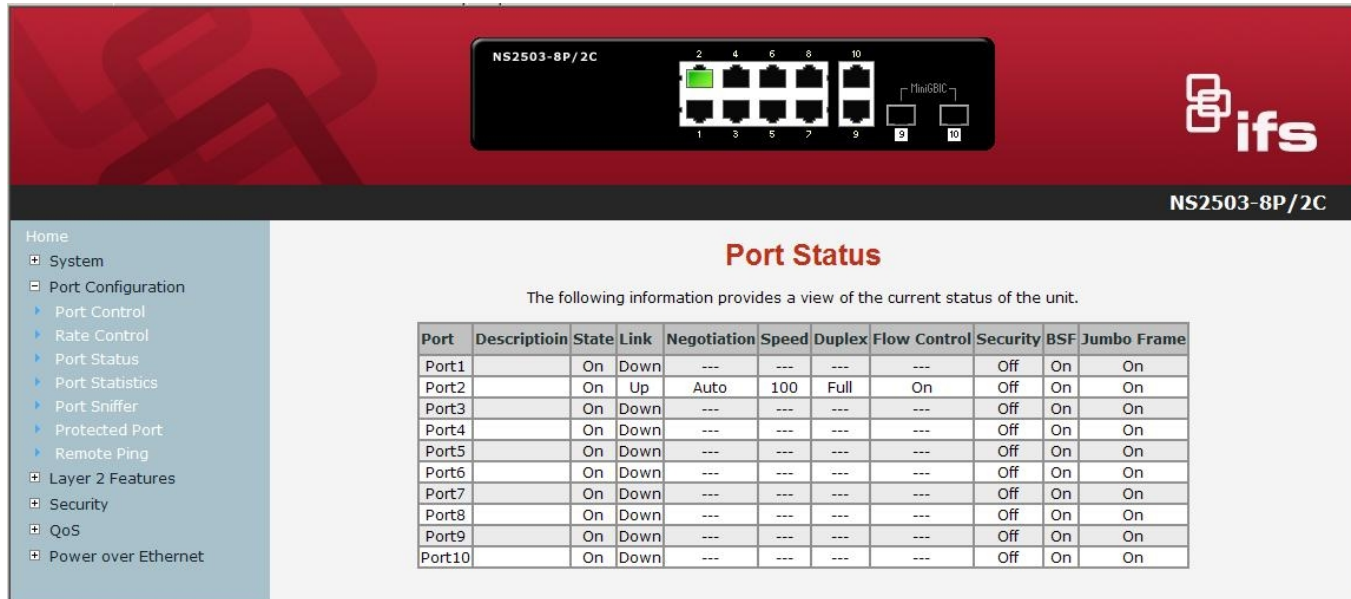 NS2503-8P/2C
2 4 6 8 10
MiniGBIC
1 3 5 7 9 9 10
ifs
NS2503-8P/2C
Home
System
Port Configuration
Port Control
Rate Control
Port Status
Port Statistics
Port Sniffer
Protected Port
Remote Ping
Layer 2 Features
Security
QoS
Power over Ethernet
Port Status
The following information provides a view of the current status of the unit.
Port Descriptioin State Link Negotiation Speed Duplex Flow Control Security BSF Jumbo Frame
Port1 On Down --- --- --- --- Off On On
Port2 On Up Auto 100 Full On Off On On
Port3 On Down --- --- --- --- Off On On
Port4 On Down --- --- --- --- Off On On
Port5 On Down --- --- --- --- Off On On
Port6 On Down --- --- --- --- Off On On
Port7 On Down --- --- --- --- Off On On
Port8 On Down --- --- --- --- Off On On
Port9 On Down --- --- --- --- Off On On
Port10 On Down --- --- --- --- Off On On